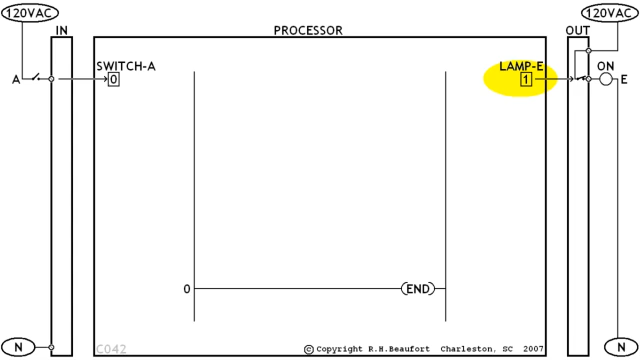 120VAC
120VAC
IN
PROCESSOR
OUT
SWITCH-A
LAMP-E
ON
A
0
1
E
0
END
N
C042
© Copyright R.H.Beaufort Charleston, SC 2007
N